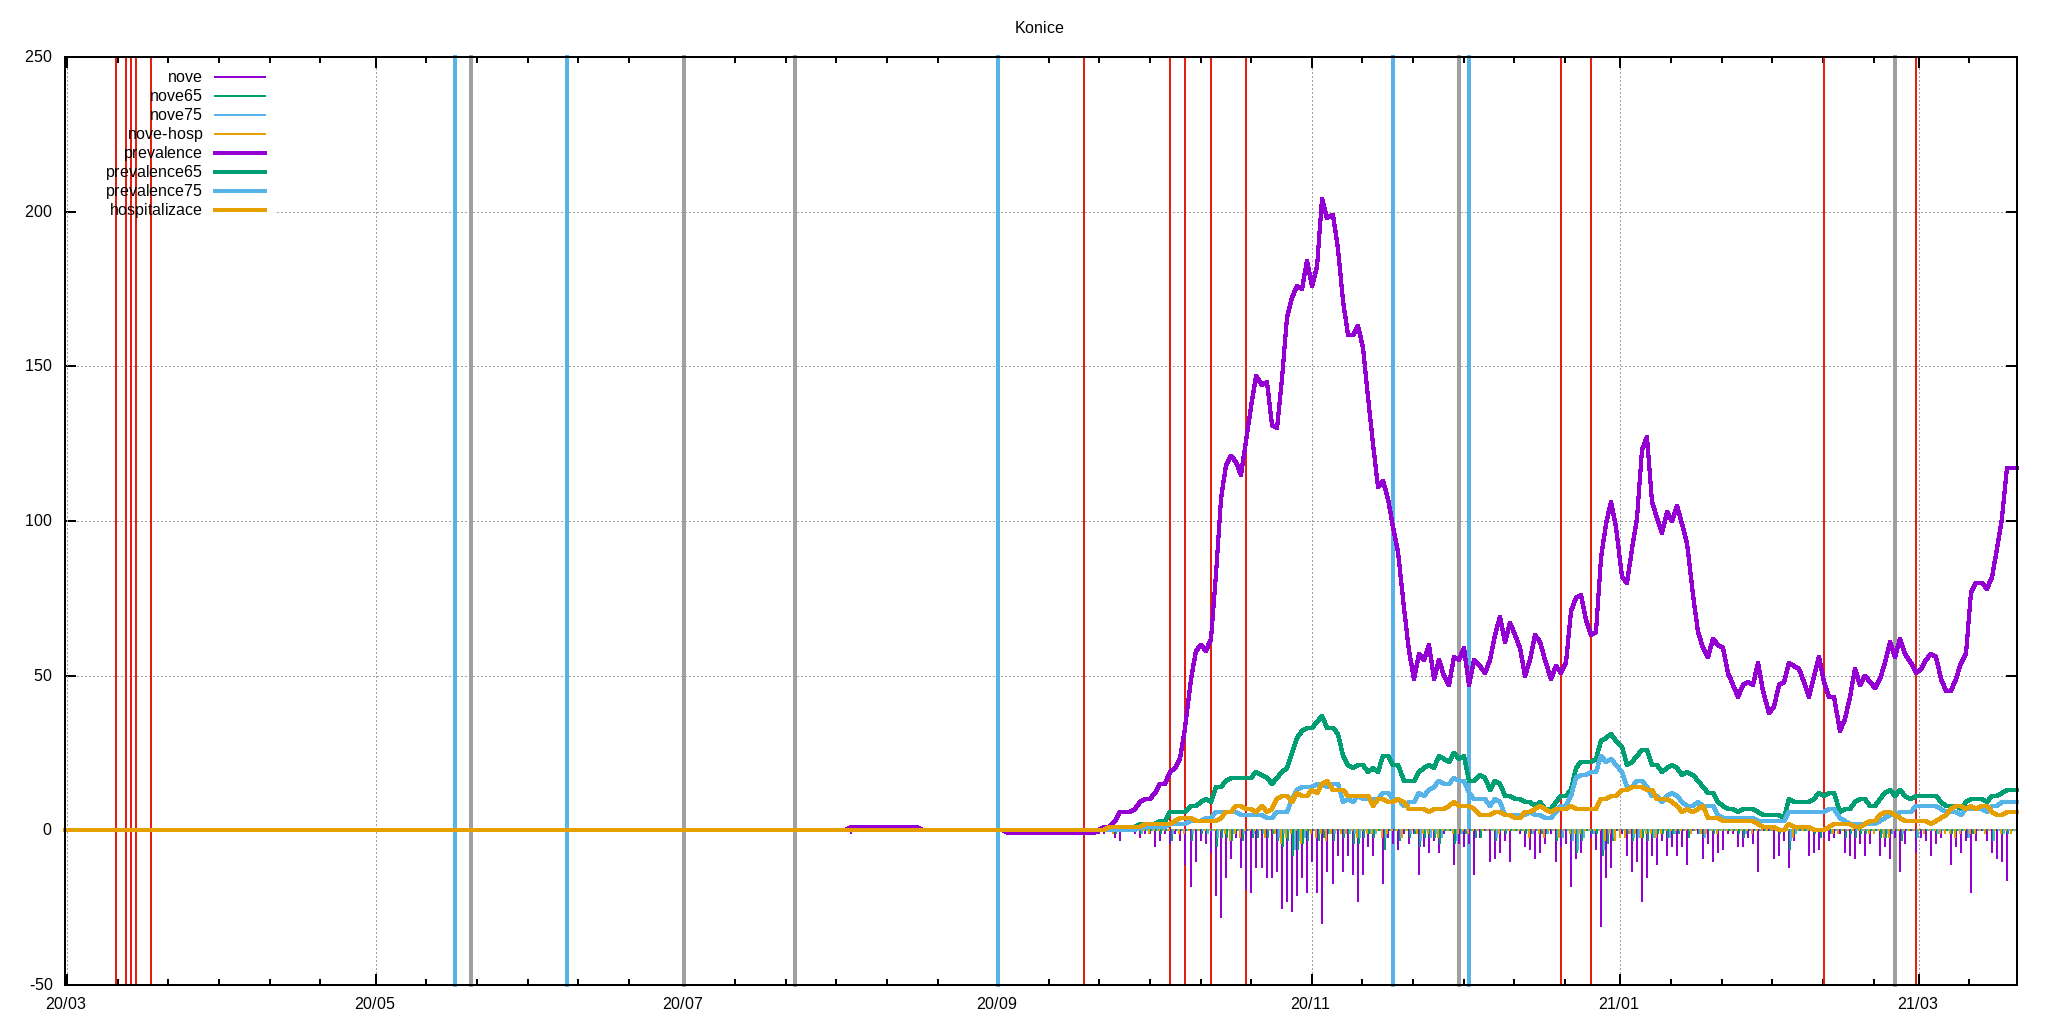 Konice
250
200
150
100
50
0
-50
nove
nove65
nove75
nove-hosp
prevalence
prevalence65
prevalence75
hospitalizace
20/03 20/05 20/07 20/09 20/11 21/01 21/03